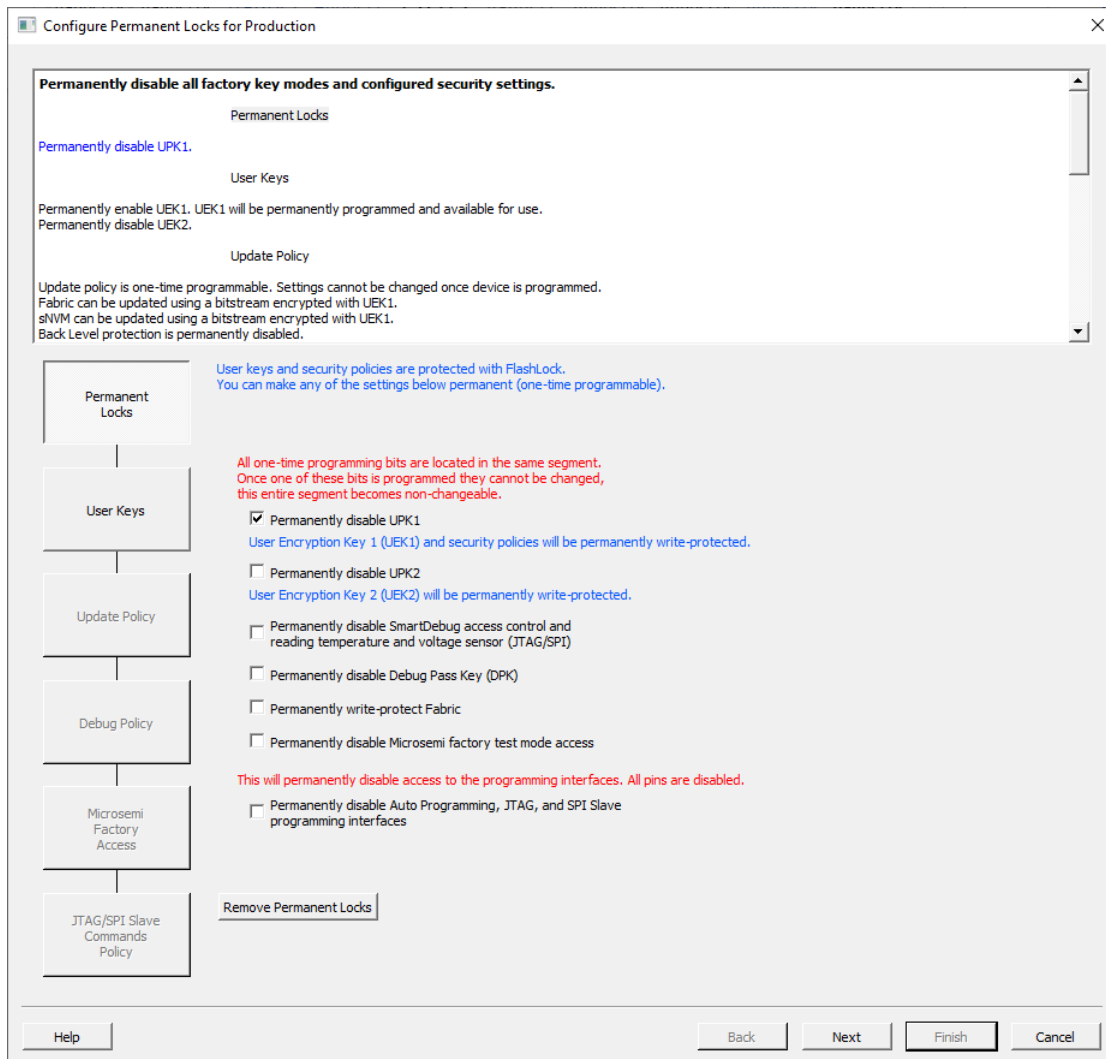 Configure Permanent Locks for Production
Permanently disable all factory key modes and configured security settings.
Permanent Locks
Permanently disable UPK1.
User Keys
Permanently enable UEK1. UEK1 will be permanently programmed and available for use.
Permanently disable UEK2.
Update Policy
Update policy is one-time programmable. Settings cannot be changed once device is programmed.
Fabric can be updated using a bitstream encrypted with UEK1.
sNVM can be updated using a bitstream encrypted with UEK1.
Back Level protection is permanently disabled.
Permanent
Locks
User Keys
Update Policy
Debug Policy
Microsemi
Factory
Access
JTAG/SPI Slave
Commands
Policy
User keys and security policies are protected with FlashLock.
You can make any of the settings below permanent (one-time programmable).
All one-time programming bits are located in the same segment.
Once one of these bits is programmed they cannot be changed,
this entire segment becomes non-changeable.
Permanently disable UPK1
User Encryption Key 1 (UEK1) and security policies will be permanently write-protected.
Permanently disable UPK2
User Encryption Key 2 (UEK2) will be permanently write-protected.
Permanently disable SmartDebug access control and
reading temperature and voltage sensor (JTAG/SPI)
Permanently disable Debug Pass Key (DPK)
Permanently write-protect Fabric
Permanently disable Microsemi factory test mode access
This will permanently disable access to the programming interfaces. All pins are disabled.
Permanently disable Auto Programming, JTAG, and SPI Slave
programming interfaces
Remove Permanent Locks
Help
Back
Next
Finish
Cancel